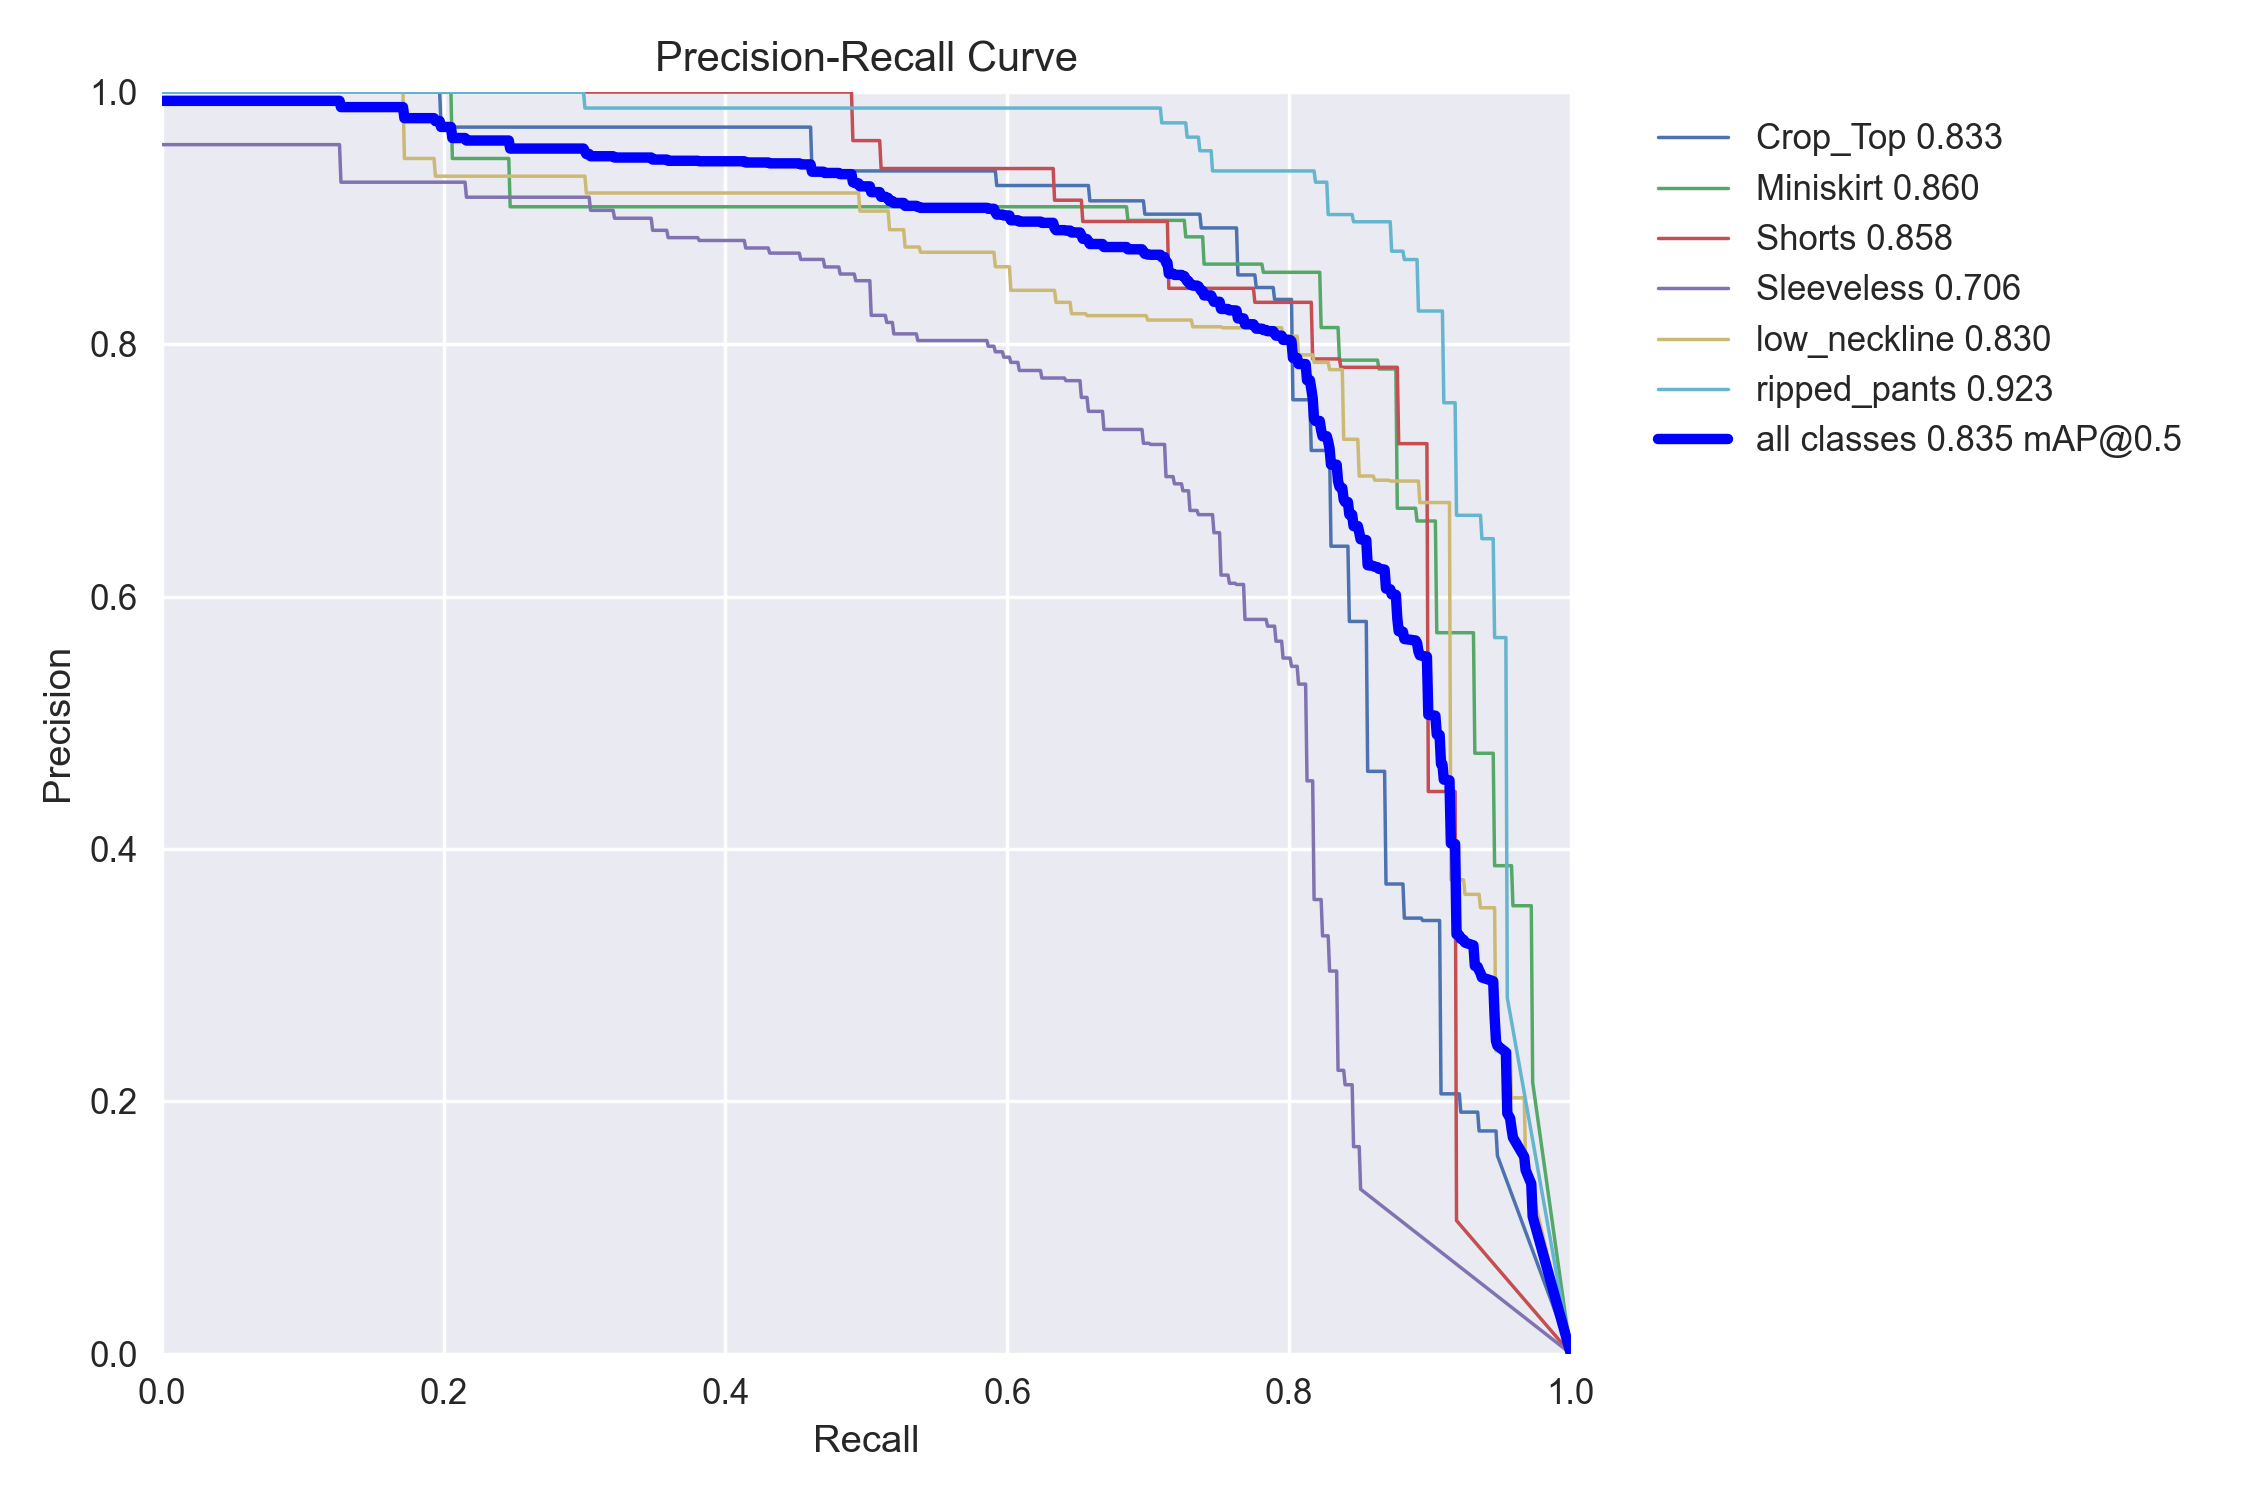 Precision-Recall Curve
1.0
0.8
0.6
0.4
0.2
0.0
Precision
0.0 0.2 0.4 0.6 0.8 1.0
Recall
Crop_Top 0.833
Miniskirt 0.860
Shorts 0.858
Sleeveless 0.706
low_neckline 0.830
ripped_pants 0.923
all classes 0.835 mAP@0.5